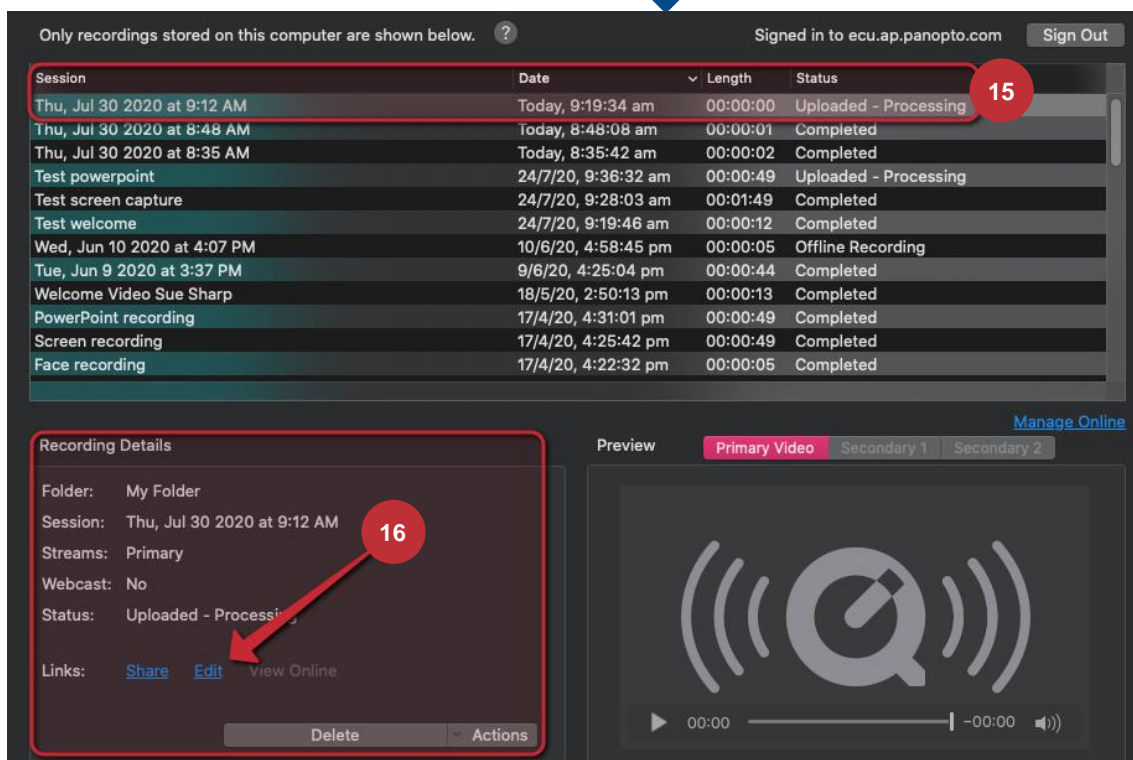 Only recordings stored on this computer are shown below. ? Signed in to ecu.ap.panopto.com Sign Out
Session Date Length Status
15
Thu, Jul 30 2020 at 9:12 AM Today, 9:19:34 am 00:00:00 Uploaded - Processing
Thu, Jul 30 2020 at 8:48 AM Today, 8:48:08 am 00:00:01 Completed
Thu, Jul 30 2020 at 8:35 AM Today, 8:35:42 am 00:00:02 Completed
Test powerpoint 24/7/20, 9:36:32 am 00:00:49 Uploaded - Processing
Test screen capture 24/7/20, 9:28:03 am 00:01:49 Completed
Test welcome 24/7/20, 9:19:46 am 00:00:12 Completed
Wed, Jun 10 2020 at 4:07 PM 10/6/20, 4:58:45 pm 00:00:05 Offline Recording
Tue, Jun 9 2020 at 3:37 PM 9/6/20, 4:25:04 pm 00:00:44 Completed
Welcome Video Sue Sharp 18/5/20, 2:50:13 pm 00:00:13 Completed
PowerPoint recording 17/4/20, 4:31:01 pm 00:00:49 Completed
Screen recording 17/4/20, 4:25:42 pm 00:00:49 Completed
Face recording 17/4/20, 4:22:32 pm 00:00:05 Completed
Manage Online
Recording Details
Folder: My Folder
Session: Thu, Jul 30 2020 at 9:12 AM
16
Streams: Primary
Webcast: No
Status: Uploaded - Processing
Links: Share Edit View Online
Delete Actions
Preview Primary Video Secondary 1 Secondary 2
00:00 -00:00